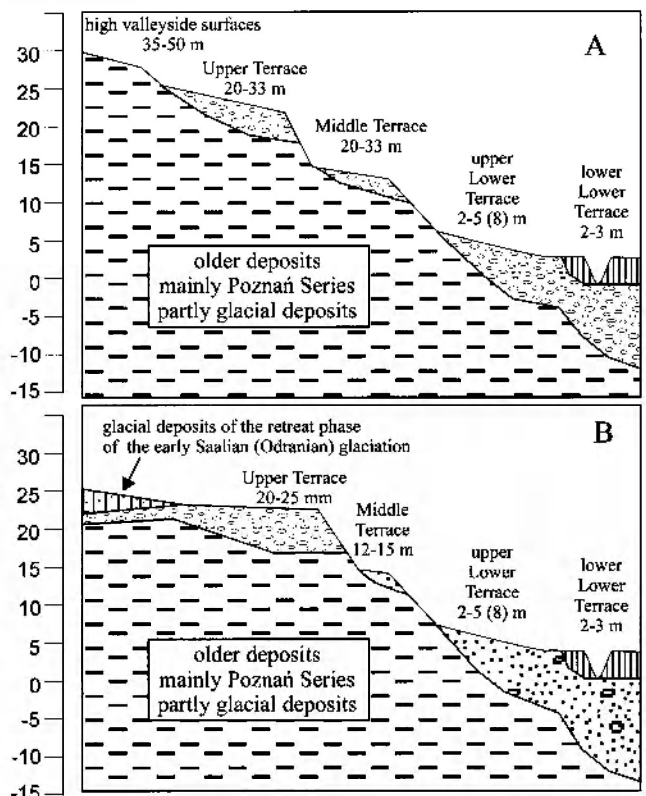 high valleyside surfaces
35-50 m
A
Upper Terrace
20-33 m
Middle Terrace
20-33 m
upper
Lower
Terrace
2-5 (8) m
lower
Lower
Terrace
2-3 m
older deposits
mainly Poznań Series
partly glacial deposits
30
25
20
15
10
5
0
-5
-10
-15
glacial deposits of the retreat phase
of the early Saalian (Odranian) glaciation
B
Upper Terrace
20-25 mm
Middle
Terrace
12-15 m
upper
Lower
Terrace
2-5 (8) m
lower
Lower
Terrace
2-3 m
older deposits
mainly Poznań Series
partly glacial deposits
30
25
20
15
10
5
0
-5
-10
-15